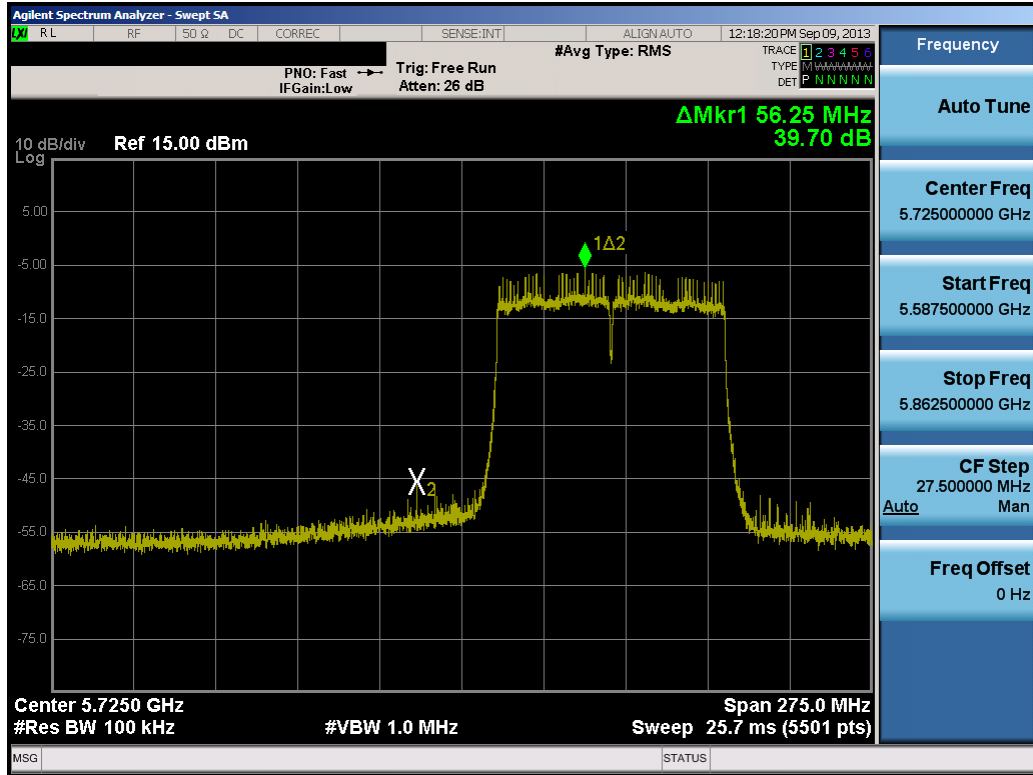 Agilent Spectrum Analyzer - Swept SA
LXI RL RF 50 Ω DC CORREC SENSE:INT ALIGN AUTO 12:18:20 PM Sep 09, 2013
#Avg Type: RMS
TRACE 1 2 3 4 5 6
PNO: Fast Trig: Free Run
TYPE M WWWWW
IFGain:Low Atten: 26 dB
DET P N N N N N
ΔMkr1 56.25 MHz
39.70 dB
10 dB/div Ref 15.00 dBm
Log
5.00
1Δ2
-5.00
-15.0
-25.0
-35.0
-45.0
X2
-55.0
-65.0
-75.0
Center 5.7250 GHz Span 275.0 MHz
#Res BW 100 kHz #VBW 1.0 MHz Sweep 25.7 ms (5501 pts)
MSG STATUS
Frequency
Auto Tune
Center Freq
5.725000000 GHz
Start Freq
5.587500000 GHz
Stop Freq
5.862500000 GHz
CF Step
27.500000 MHz
Auto Man
Freq Offset
0 Hz